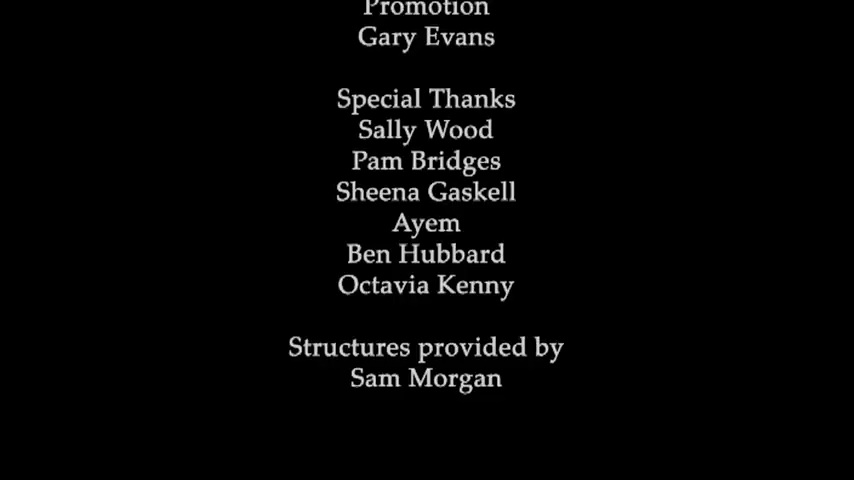 Promotion
Gary Evans
Special Thanks
Sally Wood
Pam Bridges
Sheena Gaskell
Ayem
Ben Hubbard
Octavia Kenny
Structures provided by
Sam Morgan